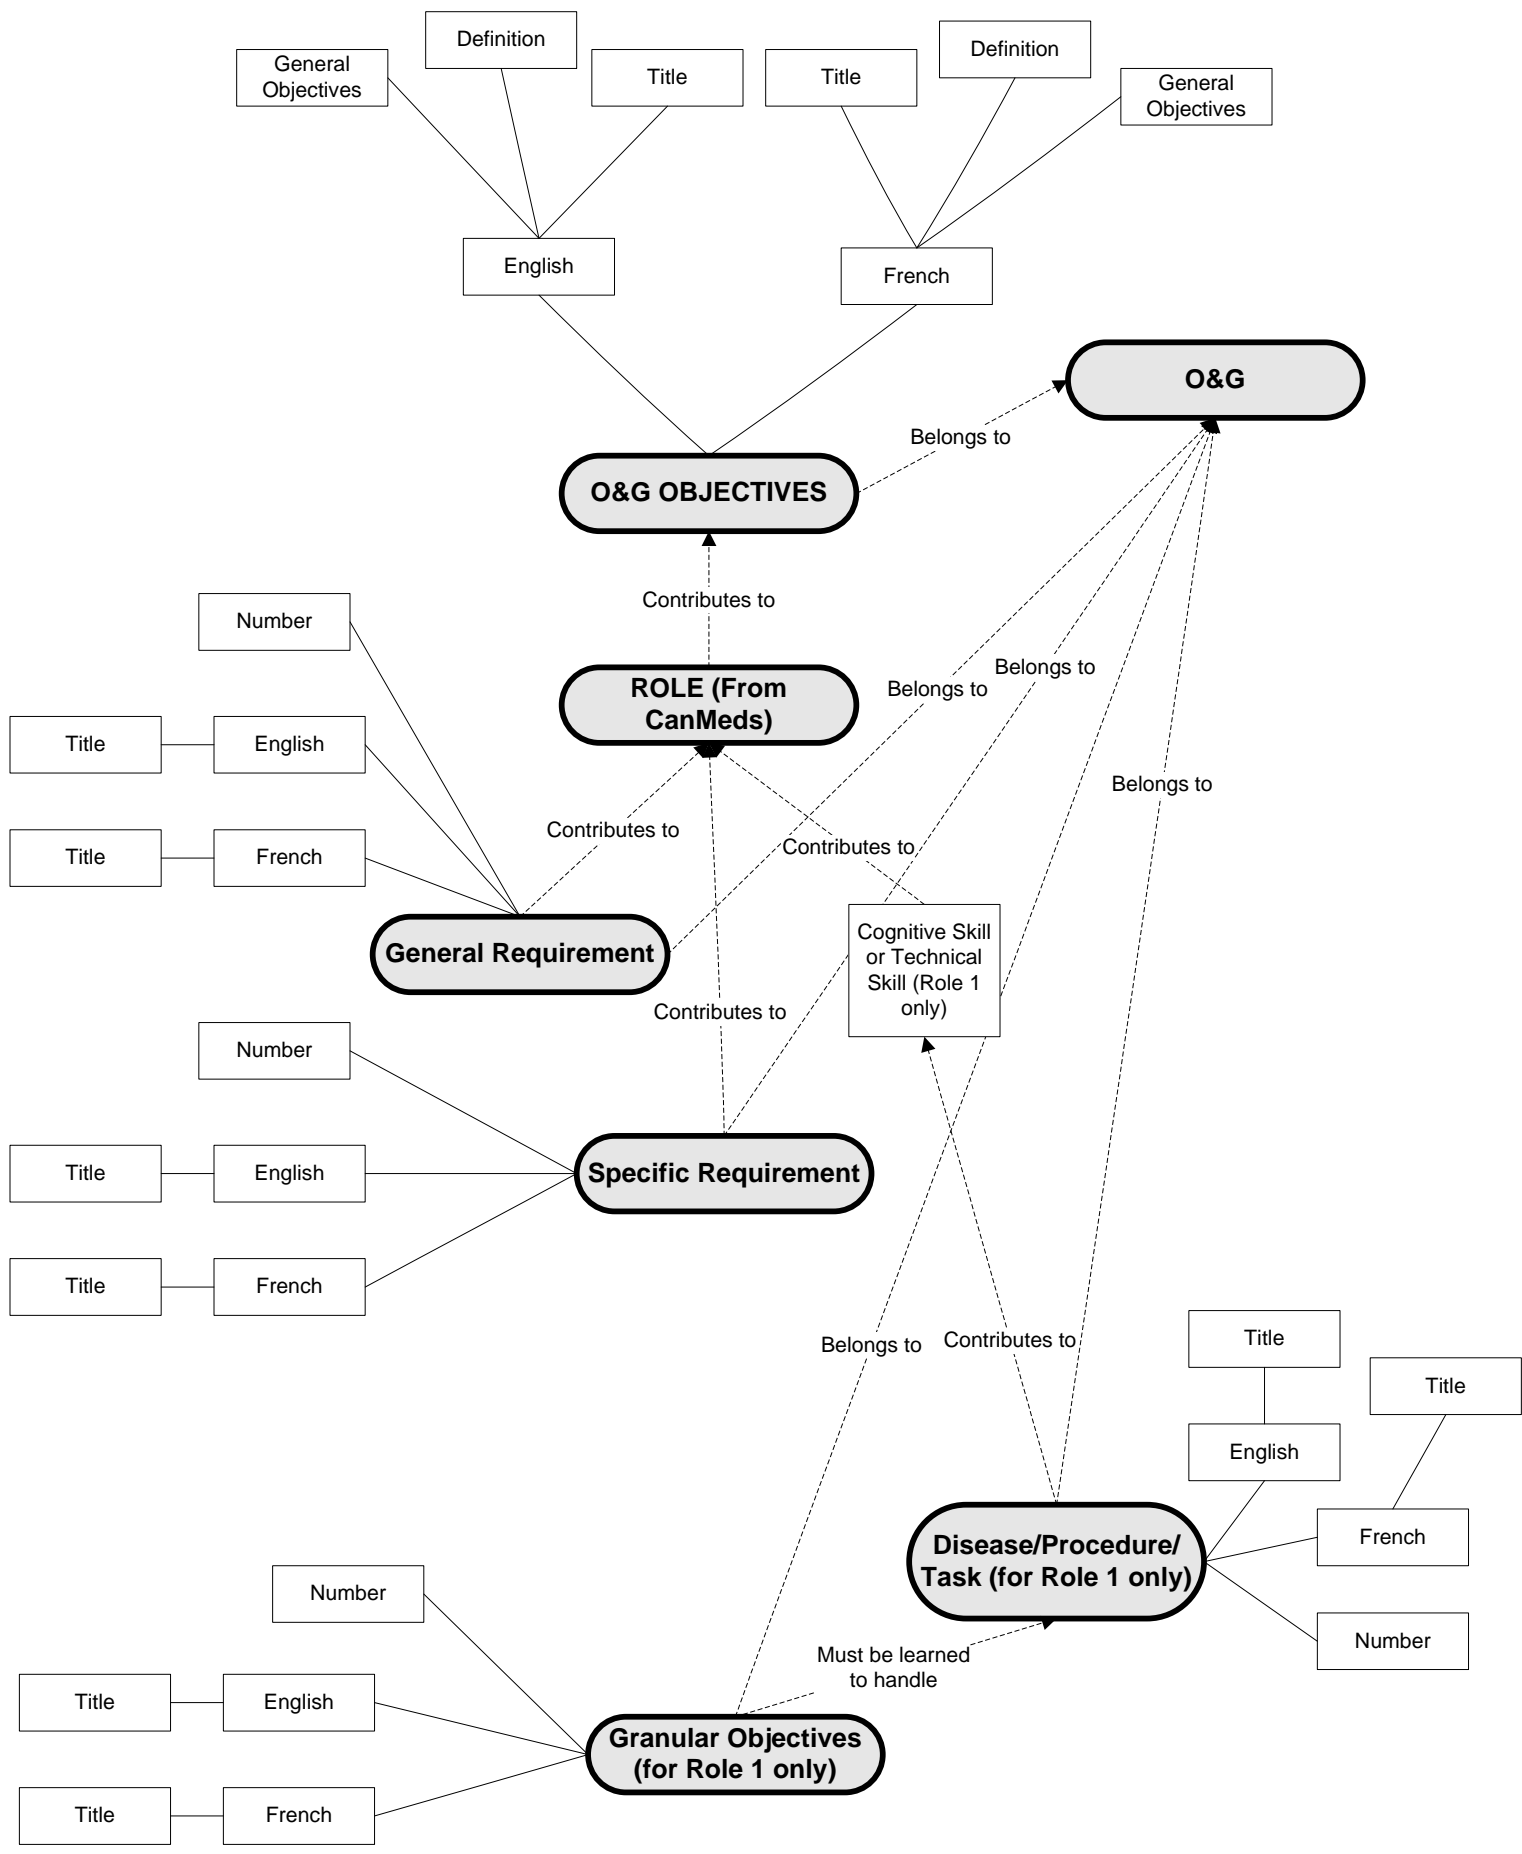 Definition
Definition
General
Objectives
Title
Title
General
Objectives
English
French
O&G
Belongs to
O&G OBJECTIVES
Contributes to
Number
Belongs to
Belongs to
ROLE (From
CanMeds)
Title
English
Belongs to
Contributes to
Contributes to
Title
French
General Requirement
Cognitive Skill
or Technical
Skill (Role 1
only)
Contributes to
Number
Title
English
Specific Requirement
Title
French
Belongs to
Contributes to
Title
Title
English
French
Disease/Procedure/
Task (for Role 1 only)
Number
Number
Must be learned
to handle
Title
English
Granular Objectives
(for Role 1 only)
Title
French